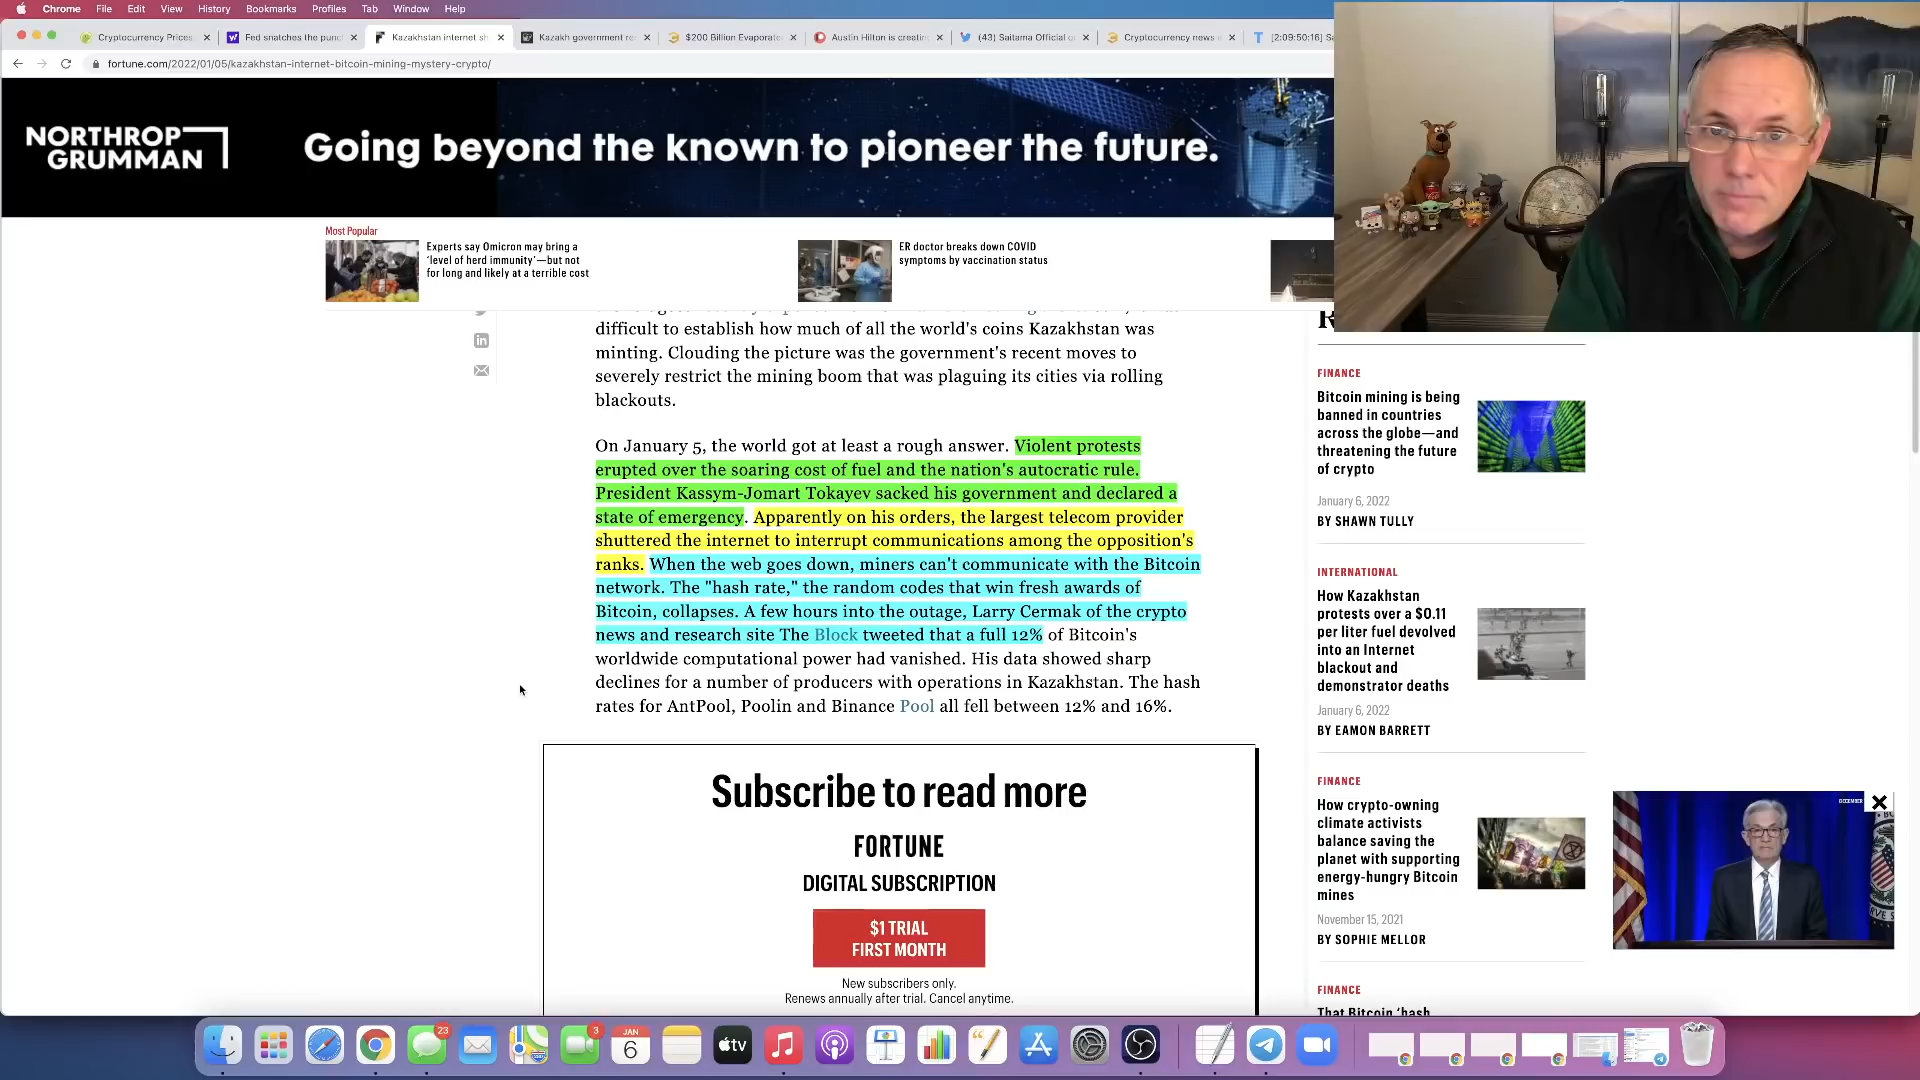 Chrome File Edit View History Bookmarks Profiles Tab Window Help
Cryptocurrency Prices
Fed snatches the punc
Kazakhstan internet sh
Kazakh government re
$200 Billion Evaporate
Austin Hilton is creatin
(43) Saitama Official o
Cryptocurrency news
[2:09:50:16] Sa
fortune.com/2022/01/05/kazakhstan-internet-bitcoin-mining-mystery-crypto/
NORTHROP
GRUMMAN
Going beyond the known to pioneer the future.
Most Popular
Experts say Omicron may bring a
‘level of herd immunity’—but not
for long and likely at a terrible cost
ER doctor breaks down COVID
symptoms by vaccination status
difficult to establish how much of all the world's coins Kazakhstan was
minting. Clouding the picture was the government's recent moves to
severely restrict the mining boom that was plaguing its cities via rolling
blackouts.
On January 5, the world got at least a rough answer. Violent protests
erupted over the soaring cost of fuel and the nation's autocratic rule.
President Kassym-Jomart Tokayev sacked his government and declared a
state of emergency. Apparently on his orders, the largest telecom provider
shuttered the internet to interrupt communications among the opposition's
ranks. When the web goes down, miners can't communicate with the Bitcoin
network. The "hash rate," the random codes that win fresh awards of
Bitcoin, collapses. A few hours into the outage, Larry Cermak of the crypto
news and research site The Block tweeted that a full 12% of Bitcoin's
worldwide computational power had vanished. His data showed sharp
declines for a number of producers with operations in Kazakhstan. The hash
rates for AntPool, Poolin and Binance Pool all fell between 12% and 16%.
Subscribe to read more
FORTUNE
DIGITAL SUBSCRIPTION
$1 TRIAL
FIRST MONTH
New subscribers only.
Renews annually after trial. Cancel anytime.
FINANCE
Bitcoin mining is being
banned in countries
across the globe—and
threatening the future
of crypto
January 6, 2022
BY SHAWN TULLY
INTERNATIONAL
How Kazakhstan
protests over a $0.11
per liter fuel devolved
into an Internet
blackout and
demonstrator deaths
January 6, 2022
BY EAMON BARRETT
FINANCE
How crypto-owning
climate activists
balance saving the
planet with supporting
energy-hungry Bitcoin
mines
November 15, 2021
BY SOPHIE MELLOR
FINANCE
That Bitcoin ‘hash
DECEMBER
23
3
JAN
6
tv